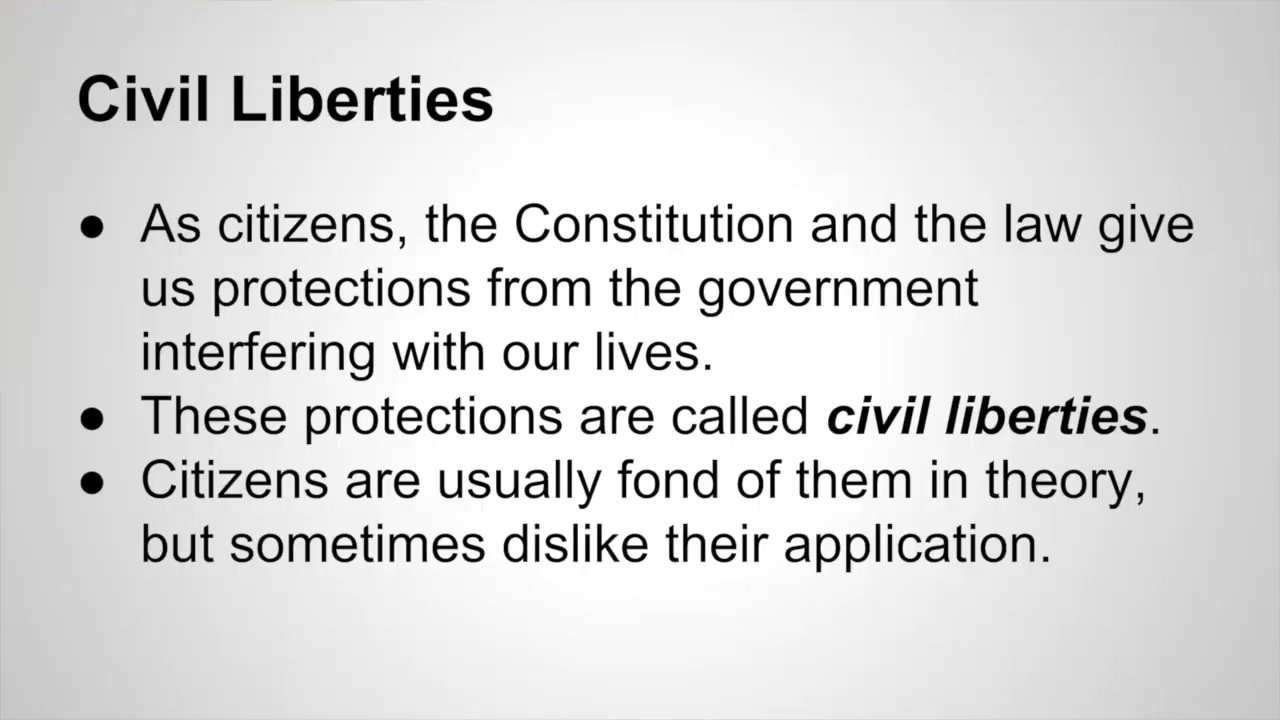 Civil Liberties
● As citizens, the Constitution and the law give
us protections from the government
interfering with our lives.
● These protections are called civil liberties.
● Citizens are usually fond of them in theory,
but sometimes dislike their application.